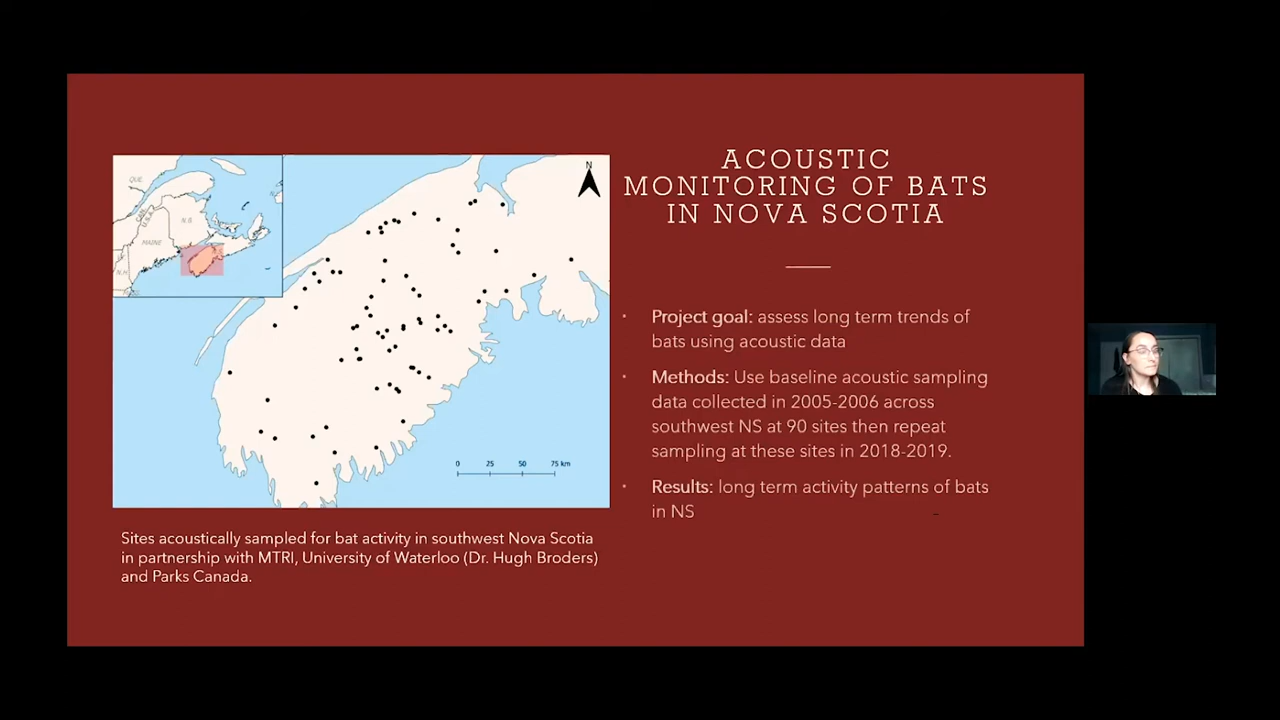 ACOUSTIC
MONITORING OF BATS
IN NOVA SCOTIA
QUE
N.B.
CAN.
U.S.A.
MAINE
N.H.
N
0 25 50 75 km
• Project goal: assess long term trends of
bats using acoustic data
• Methods: Use baseline acoustic sampling
data collected in 2005-2006 across
southwest NS at 90 sites then repeat
sampling at these sites in 2018-2019.
• Results: long term activity patterns of bats
in NS
Sites acoustically sampled for bat activity in southwest Nova Scotia
in partnership with MTRI, University of Waterloo (Dr. Hugh Broders)
and Parks Canada.